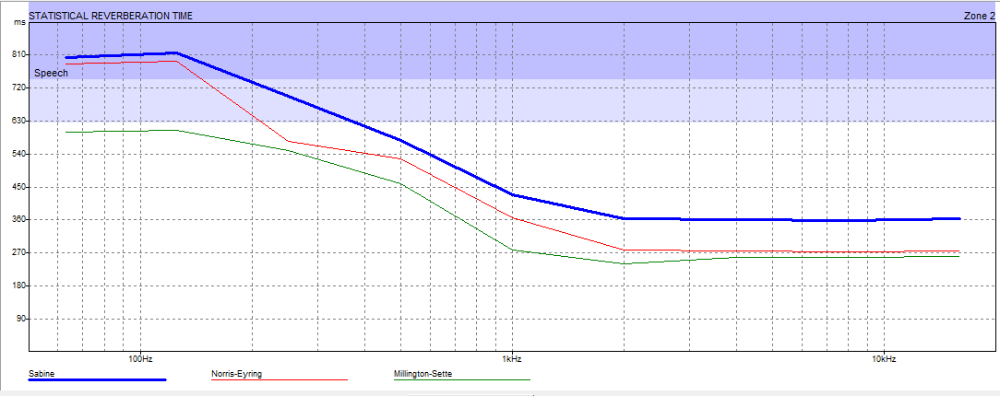 STATISTICAL REVERBERATION TIME Zone 2
ms
810
Speech
720
630
540
450
360
270
180
90
100Hz 1kHz 10kHz
Sabine Norris-Eyring Millington-Sette